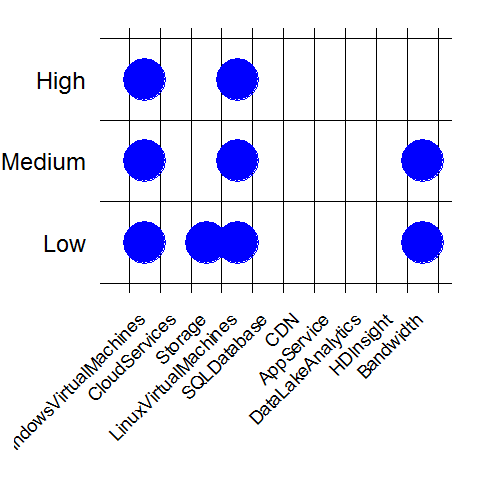 High
Medium
Low
ndowsVirtualMachines
CloudServices
Storage
LinuxVirtualMachines
SQLDatabase
CDN
AppService
DataLakeAnalytics
HDInsight
Bandwidth